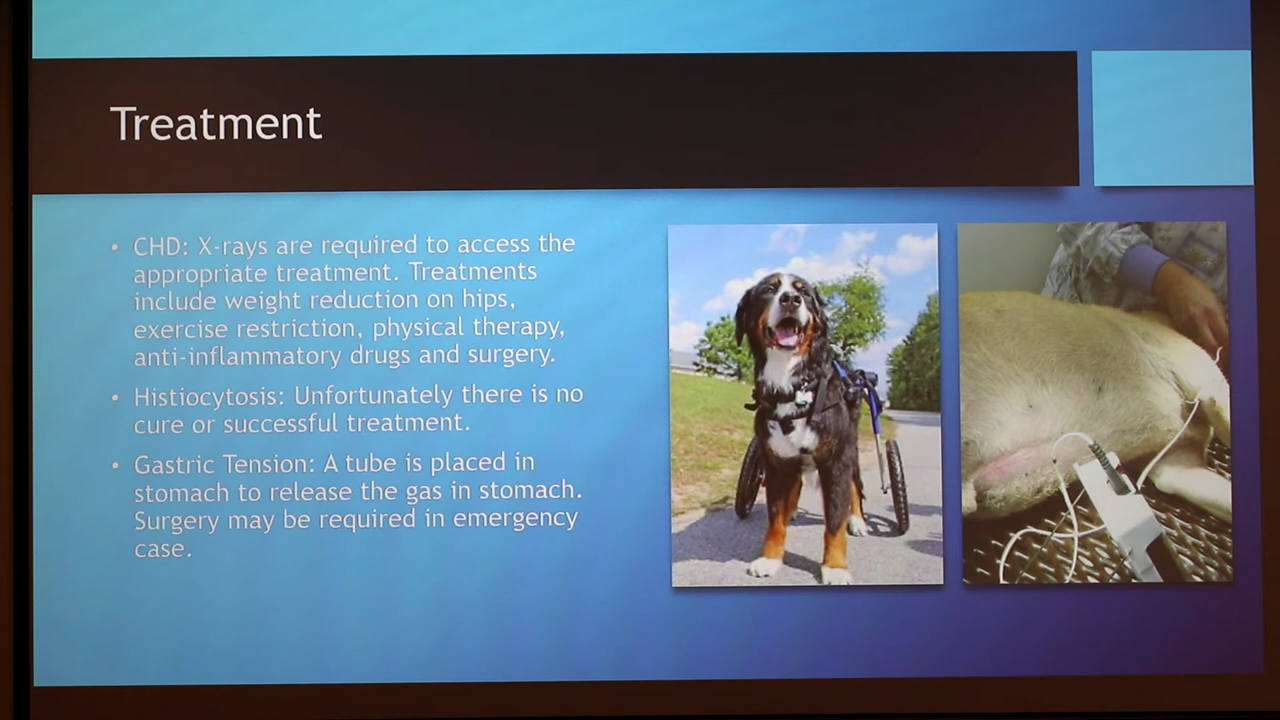 Treatment
• CHD: X-rays are required to access the
appropriate treatment. Treatments
include weight reduction on hips,
exercise restriction, physical therapy,
anti-inflammatory drugs and surgery.
• Histiocytosis: Unfortunately there is no
cure or successful treatment.
• Gastric Tension: A tube is placed in
stomach to release the gas in stomach.
Surgery may be required in emergency
case.